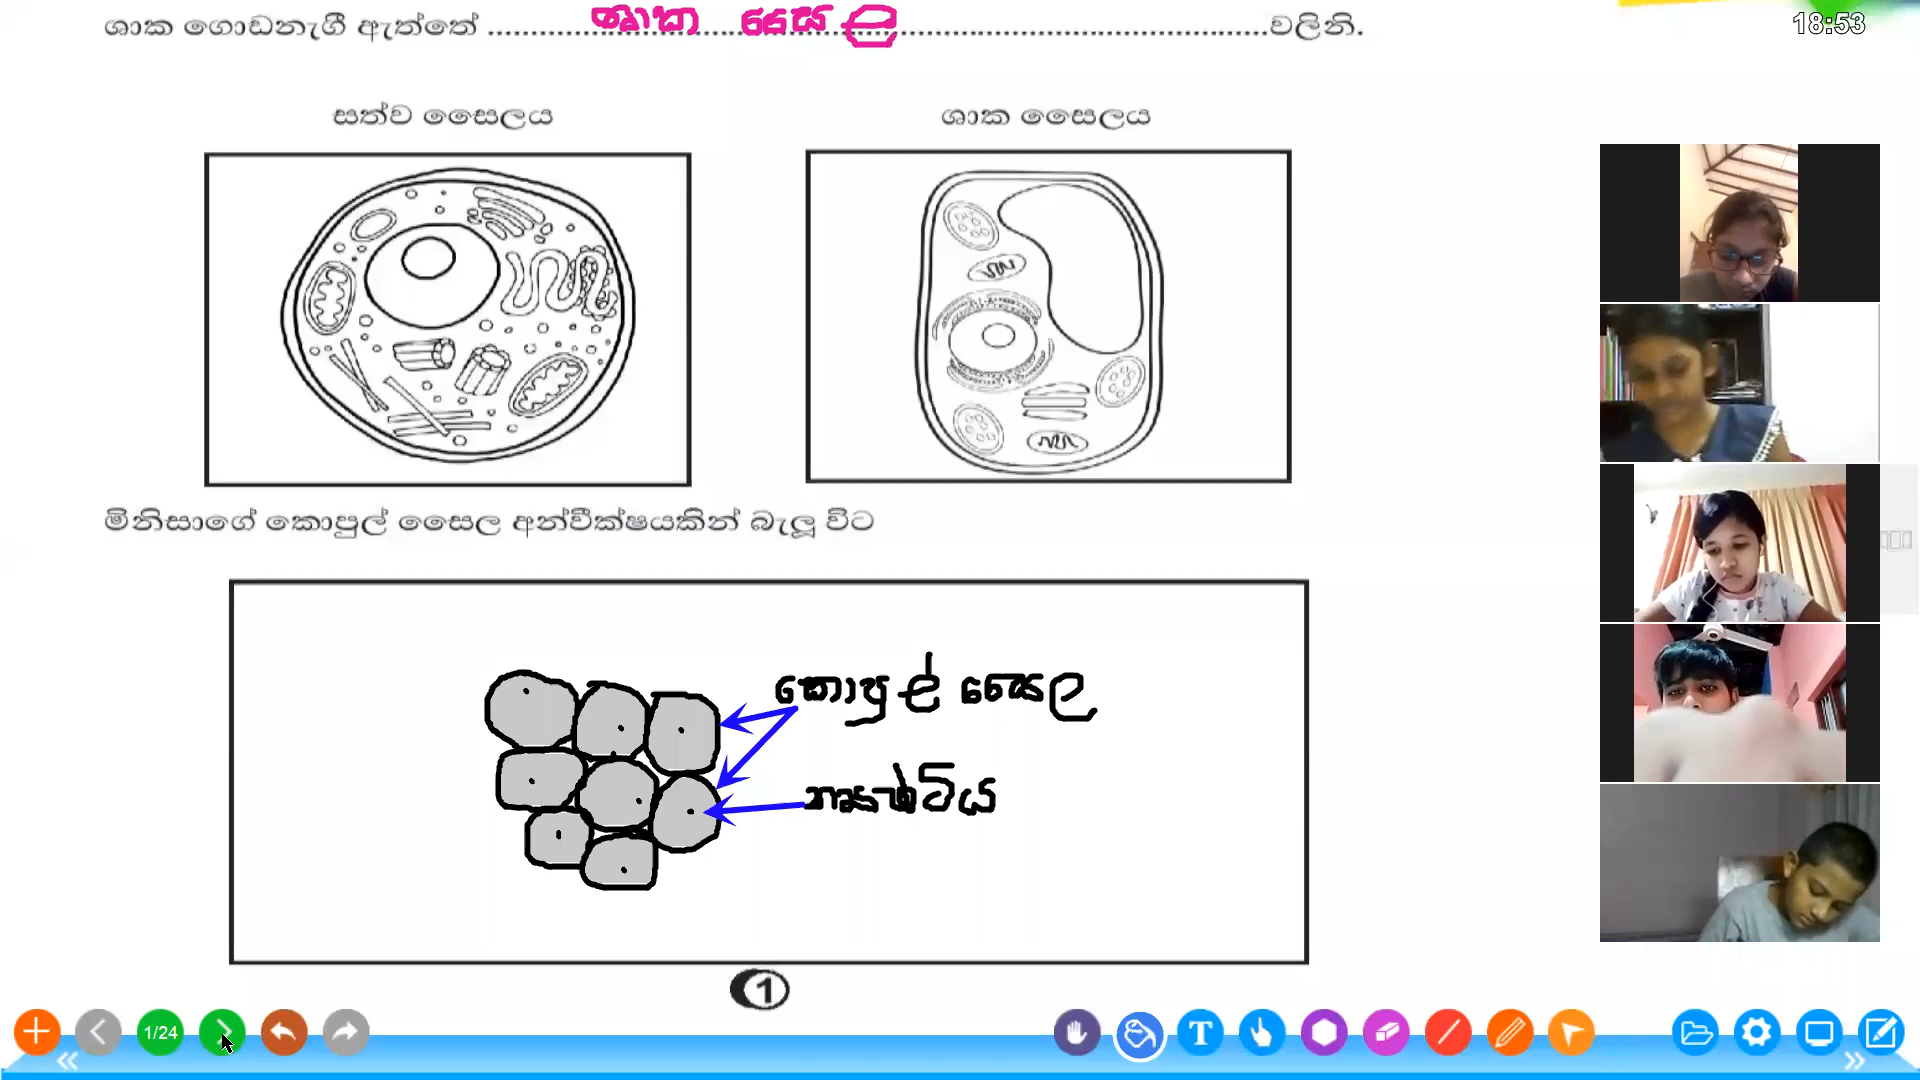 ශාක ගොඩනැගී ඇත්තේ ශාක සෛල වලිනි.
18:53
සත්ව සෛලය
ශාක සෛලය
මිනිසාගේ කොපුල් සෛල අන්වීක්ෂයකින් බැලූ විට
කොපුල් සෛල
න්‍යෂ්ටිය
1
1/24
T